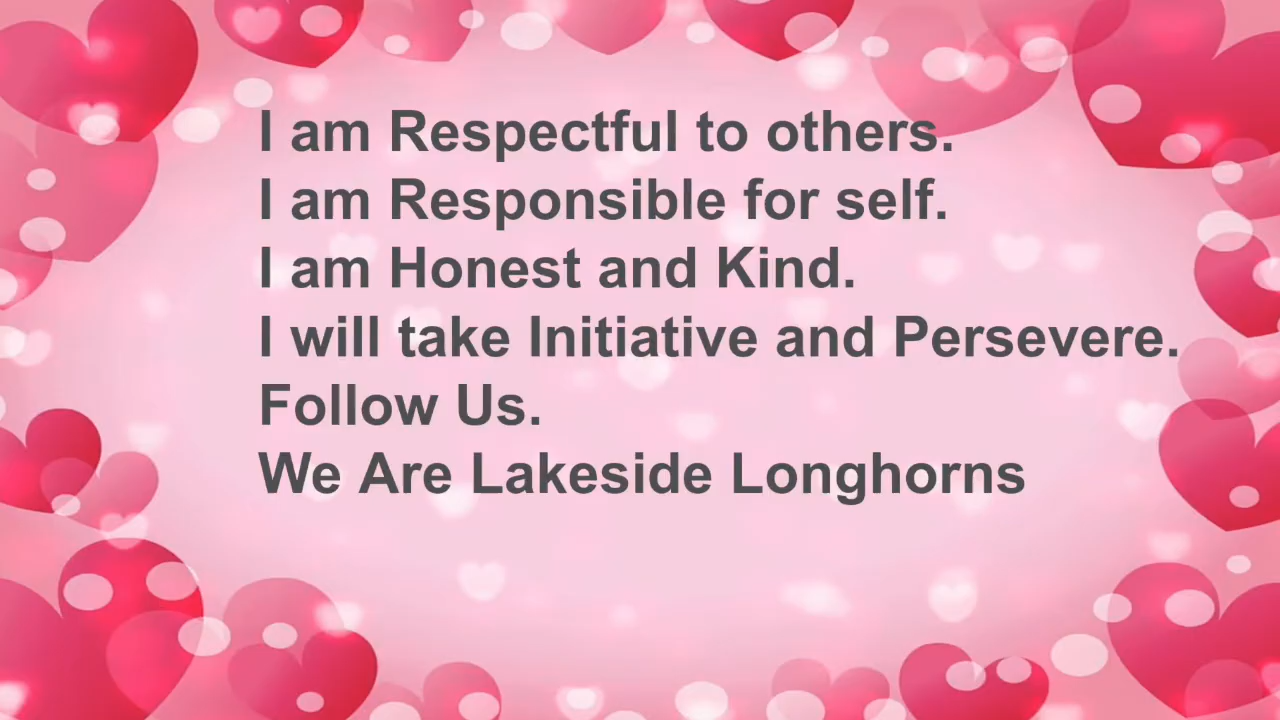 I am Respectful to others.
I am Responsible for self.
I am Honest and Kind.
I will take Initiative and Persevere.
Follow Us.
We Are Lakeside Longhorns